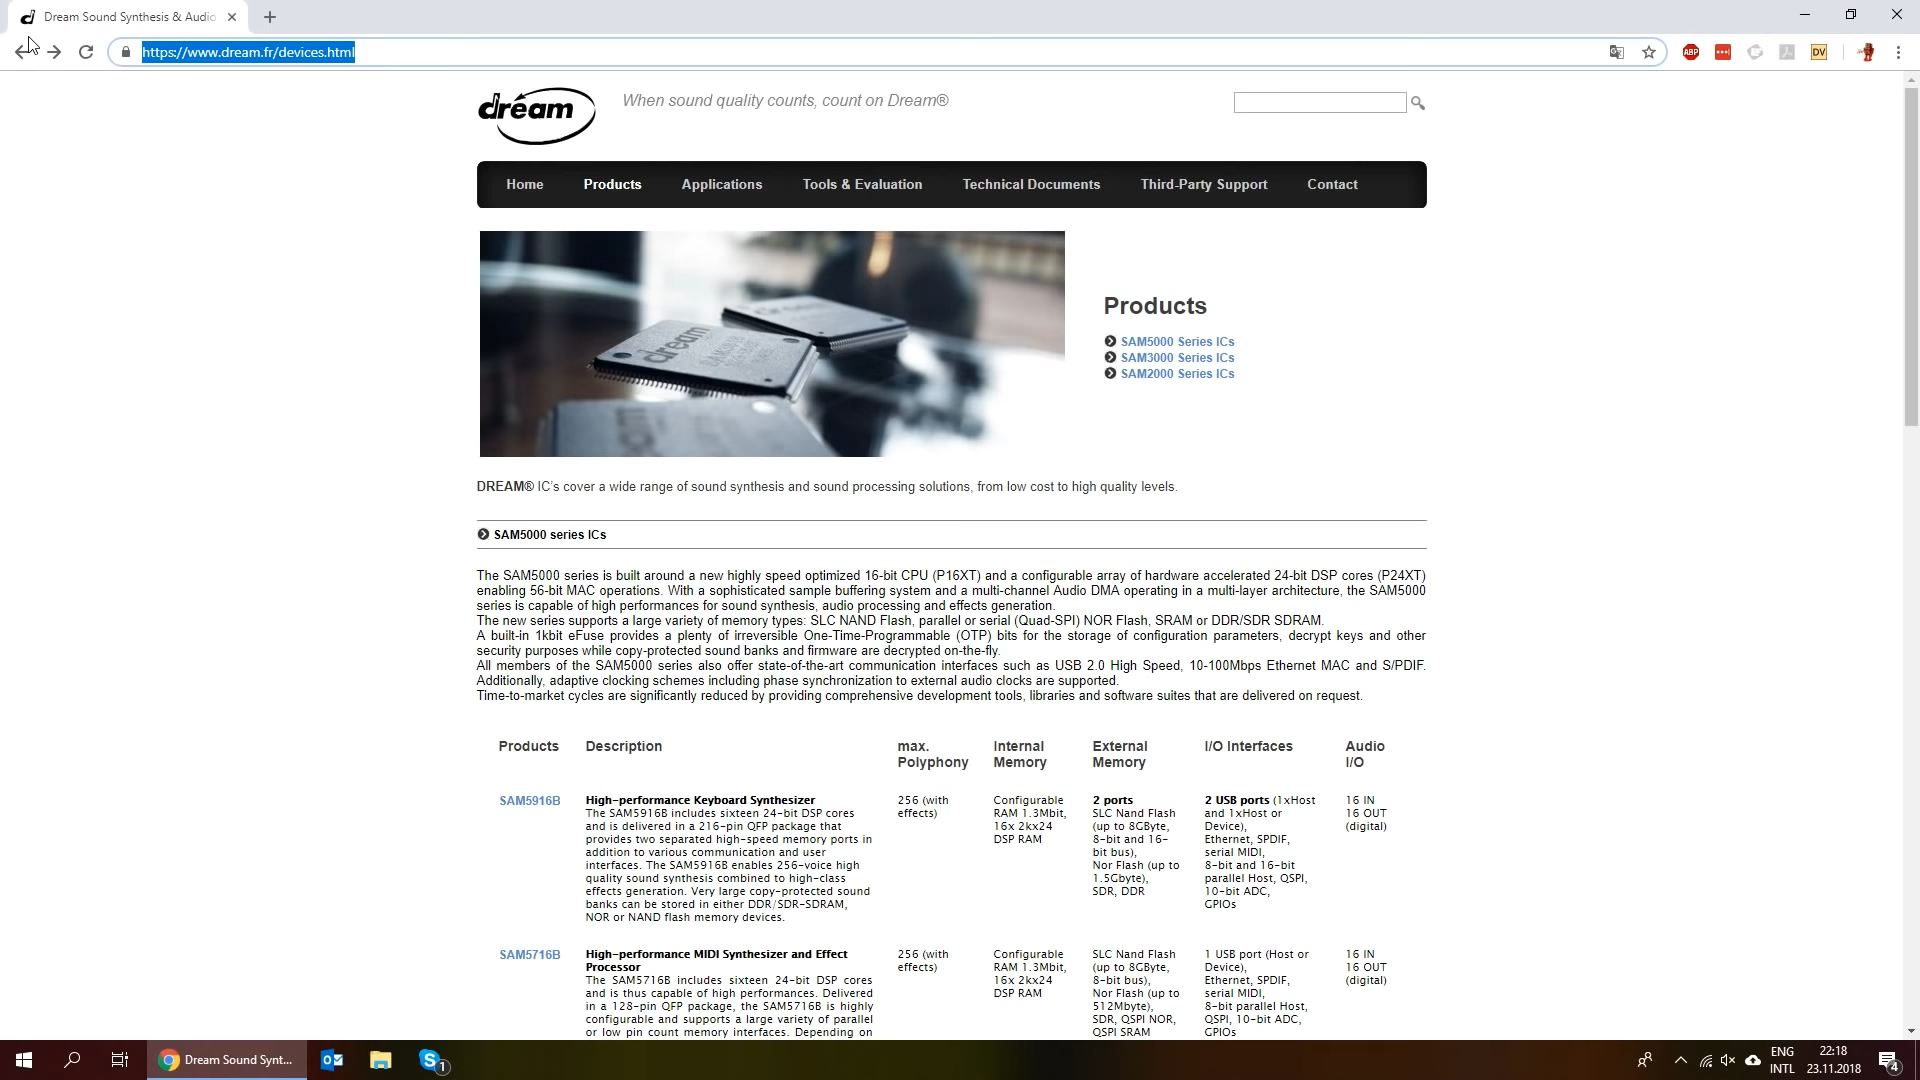 Dream Sound Synthesis & Audio
https://www.dream.fr/devices.html
ABP
DV
dream
When sound quality counts, count on Dream®
Home Products Applications Tools & Evaluation Technical Documents Third-Party Support Contact
dream
Products
SAM5000 Series ICs
SAM3000 Series ICs
SAM2000 Series ICs
DREAM® IC's cover a wide range of sound synthesis and sound processing solutions, from low cost to high quality levels.
SAM5000 series ICs
The SAM5000 series is built around a new highly speed optimized 16-bit CPU (P16XT) and a configurable array of hardware accelerated 24-bit DSP cores (P24XT)
enabling 56-bit MAC operations. With a sophisticated sample buffering system and a multi-channel Audio DMA operating in a multi-layer architecture, the SAM5000
series is capable of high performances for sound synthesis, audio processing and effects generation.
The new series supports a large variety of memory types: SLC NAND Flash, parallel or serial (Quad-SPI) NOR Flash, SRAM or DDR/SDR SDRAM.
A built-in 1kbit eFuse provides a plenty of irreversible One-Time-Programmable (OTP) bits for the storage of configuration parameters, decrypt keys and other
security purposes while copy-protected sound banks and firmware are decrypted on-the-fly.
All members of the SAM5000 series also offer state-of-the-art communication interfaces such as USB 2.0 High Speed, 10-100Mbps Ethernet MAC and S/PDIF.
Additionally, adaptive clocking schemes including phase synchronization to external audio clocks are supported.
Time-to-market cycles are significantly reduced by providing comprehensive development tools, libraries and software suites that are delivered on request.
Products
Description
max.
Polyphony
Internal
Memory
External
Memory
I/O Interfaces
Audio
I/O
SAM5916B
High-performance Keyboard Synthesizer
The SAM5916B includes sixteen 24-bit DSP cores
and is delivered in a 216-pin QFP package that
provides two separated high-speed memory ports in
addition to various communication and user
interfaces. The SAM5916B enables 256-voice high
quality sound synthesis combined to high-class
effects generation. Very large copy-protected sound
banks can be stored in either DDR/SDR-SDRAM,
NOR or NAND flash memory devices.
256 (with
effects)
Configurable
RAM 1.3Mbit,
16x 2kx24
DSP RAM
2 ports
SLC Nand Flash
(up to 8GByte,
8-bit and 16-
bit bus),
Nor Flash (up to
1.5Gbyte),
SDR, DDR
2 USB ports (1xHost
and 1xHost or
Device),
Ethernet, SPDIF,
serial MIDI,
8-bit and 16-bit
parallel Host, QSPI,
10-bit ADC,
GPIOs
16 IN
16 OUT
(digital)
SAM5716B
High-performance MIDI Synthesizer and Effect
Processor
The SAM5716B includes sixteen 24-bit DSP cores
and is thus capable of high performances. Delivered
in a 128-pin QFP package, the SAM5716B is highly
configurable and supports a large variety of parallel
or low pin count memory interfaces. Depending on
256 (with
effects)
Configurable
RAM 1.3Mbit,
16x 2kx24
DSP RAM
SLC Nand Flash
(up to 8GByte,
8-bit bus),
Nor Flash (up to
512Mbyte),
SDR, QSPI NOR,
QSPI SRAM
1 USB port (Host or
Device),
Ethernet, SPDIF,
serial MIDI,
8-bit parallel Host,
QSPI, 10-bit ADC,
GPIOs
16 IN
16 OUT
(digital)
Dream Sound Synt...
1
ENG
INTL
22:18
23.11.2018
4